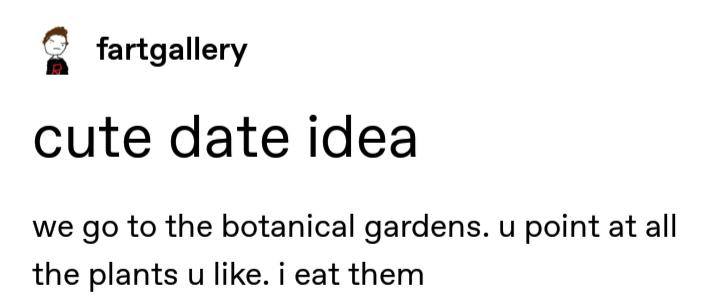 fartgallery
cute date idea
we go to the botanical gardens. u point at all
the plants u like. i eat them